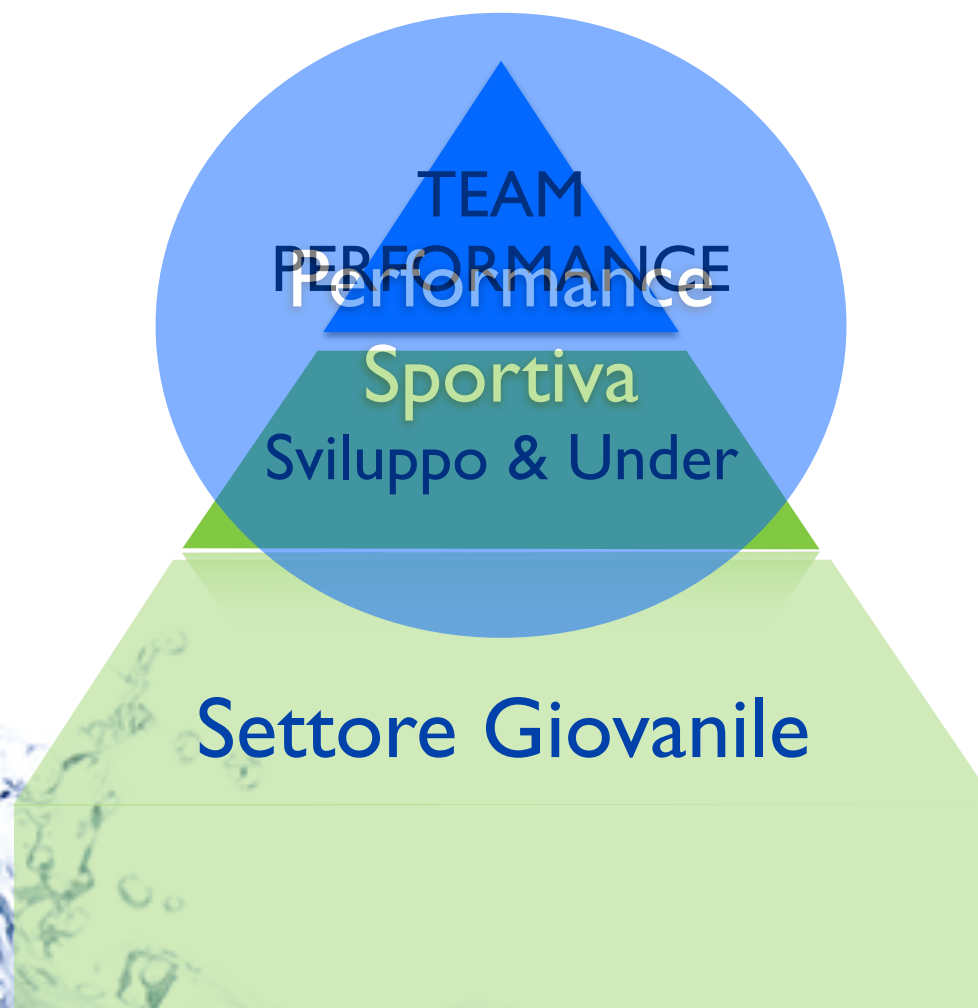 TEAM
PERFORMANCE
Performance
Sportiva
Sviluppo & Under
Settore Giovanile